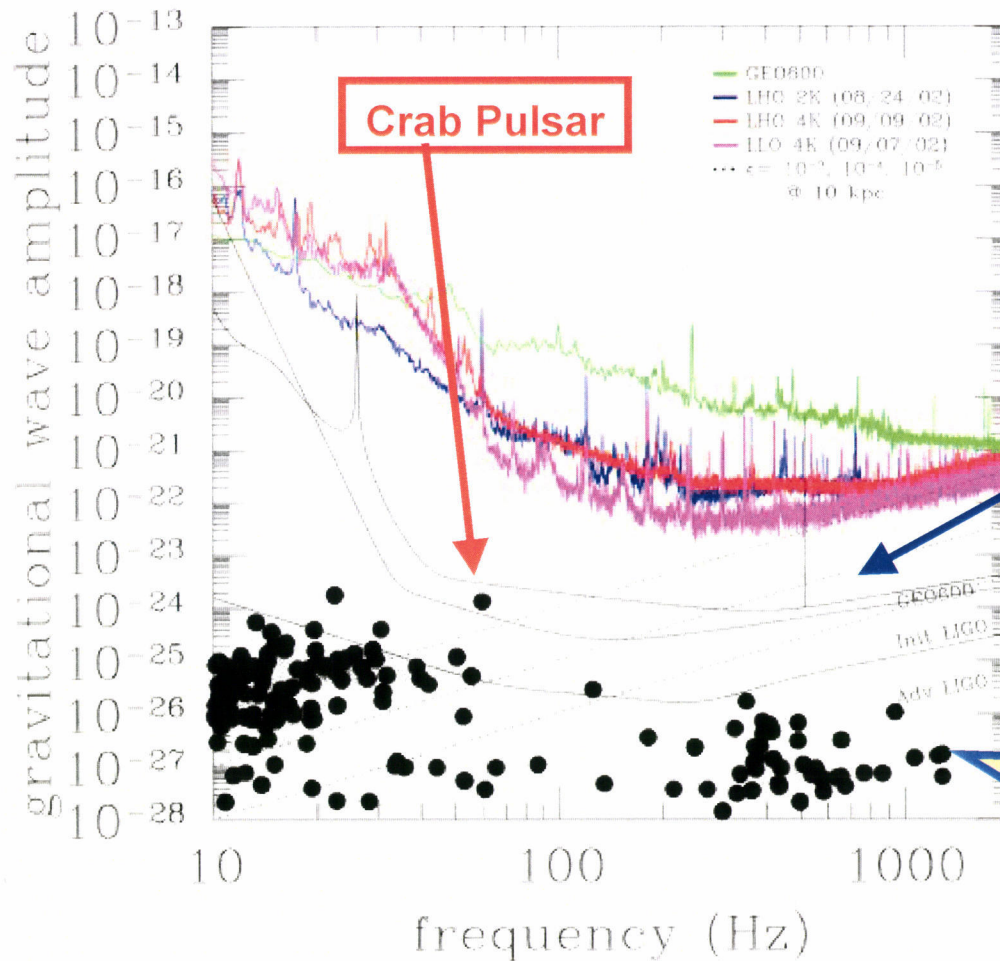 gravitational wave amplitude
10-13
10-14
10-15
10-16
10-17
10-18
10-19
10-20
10-21
10-22
10-23
10-24
10-25
10-26
10-27
10-28
Crab Pulsar
GEO600
LHO 2K (08/24/02)
LHO 4K (09/09/02)
LLO 4K (09/07/02)
@ 10 kpc
GEO600
Init LIGO
Adv LIGO
10
100
1000
frequency (Hz)